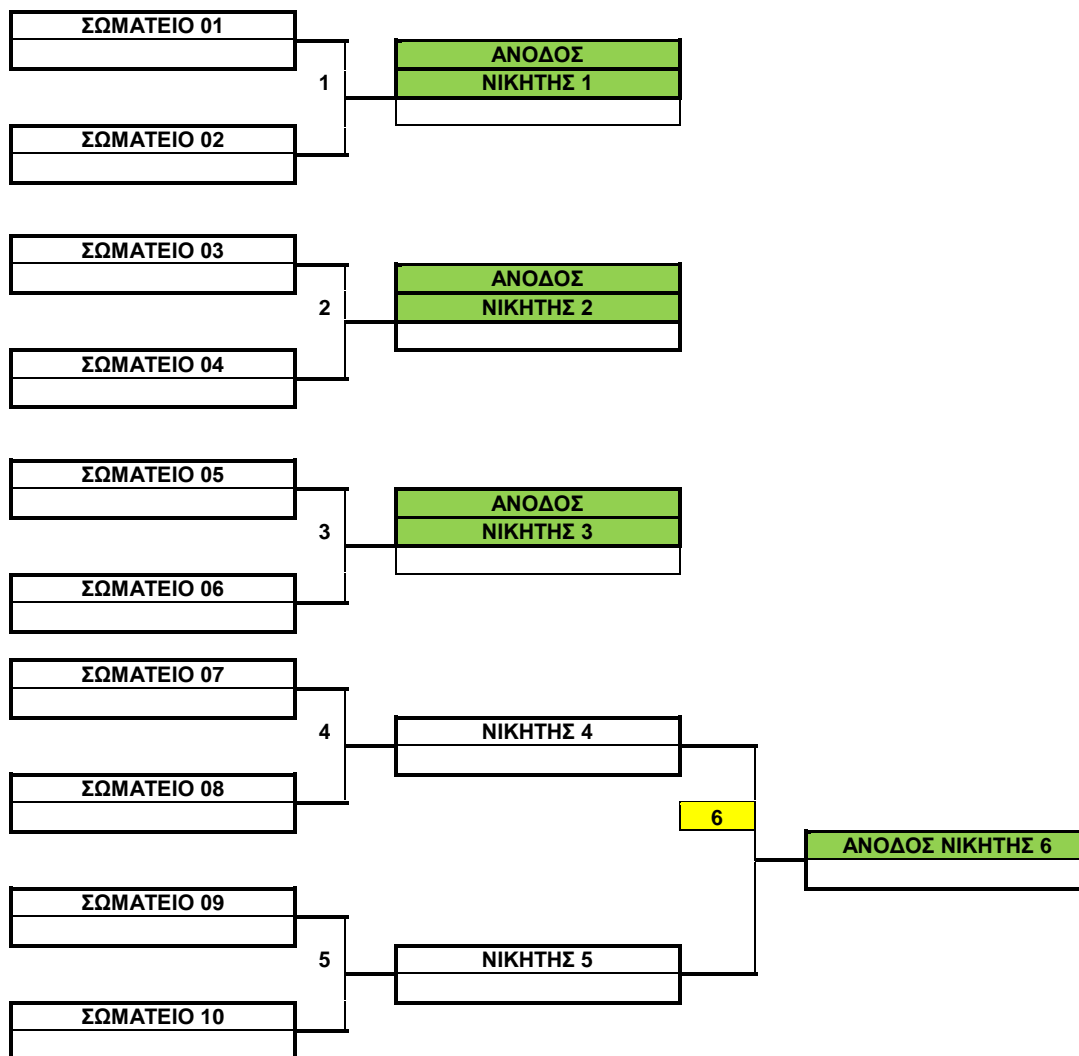 ΣΩΜΑΤΕΙΟ 01
ΑΝΟΔΟΣ
1
ΝΙΚΗΤΗΣ 1
ΣΩΜΑΤΕΙΟ 02
ΣΩΜΑΤΕΙΟ 03
ΑΝΟΔΟΣ
2
ΝΙΚΗΤΗΣ 2
ΣΩΜΑΤΕΙΟ 04
ΣΩΜΑΤΕΙΟ 05
ΑΝΟΔΟΣ
3
ΝΙΚΗΤΗΣ 3
ΣΩΜΑΤΕΙΟ 06
ΣΩΜΑΤΕΙΟ 07
4
ΝΙΚΗΤΗΣ 4
ΣΩΜΑΤΕΙΟ 08
6
ΑΝΟΔΟΣ ΝΙΚΗΤΗΣ 6
ΣΩΜΑΤΕΙΟ 09
5
ΝΙΚΗΤΗΣ 5
ΣΩΜΑΤΕΙΟ 10